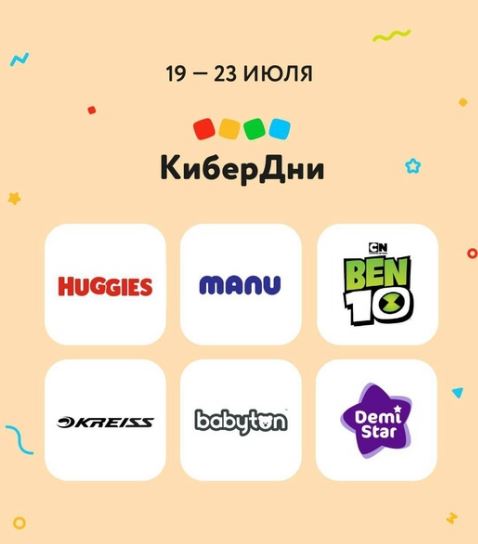 19 – 23 ИЮЛЯ
КиберДни
HUGGIES
manu
CN
BEN
10
KREISS
babyton
Demi
Star